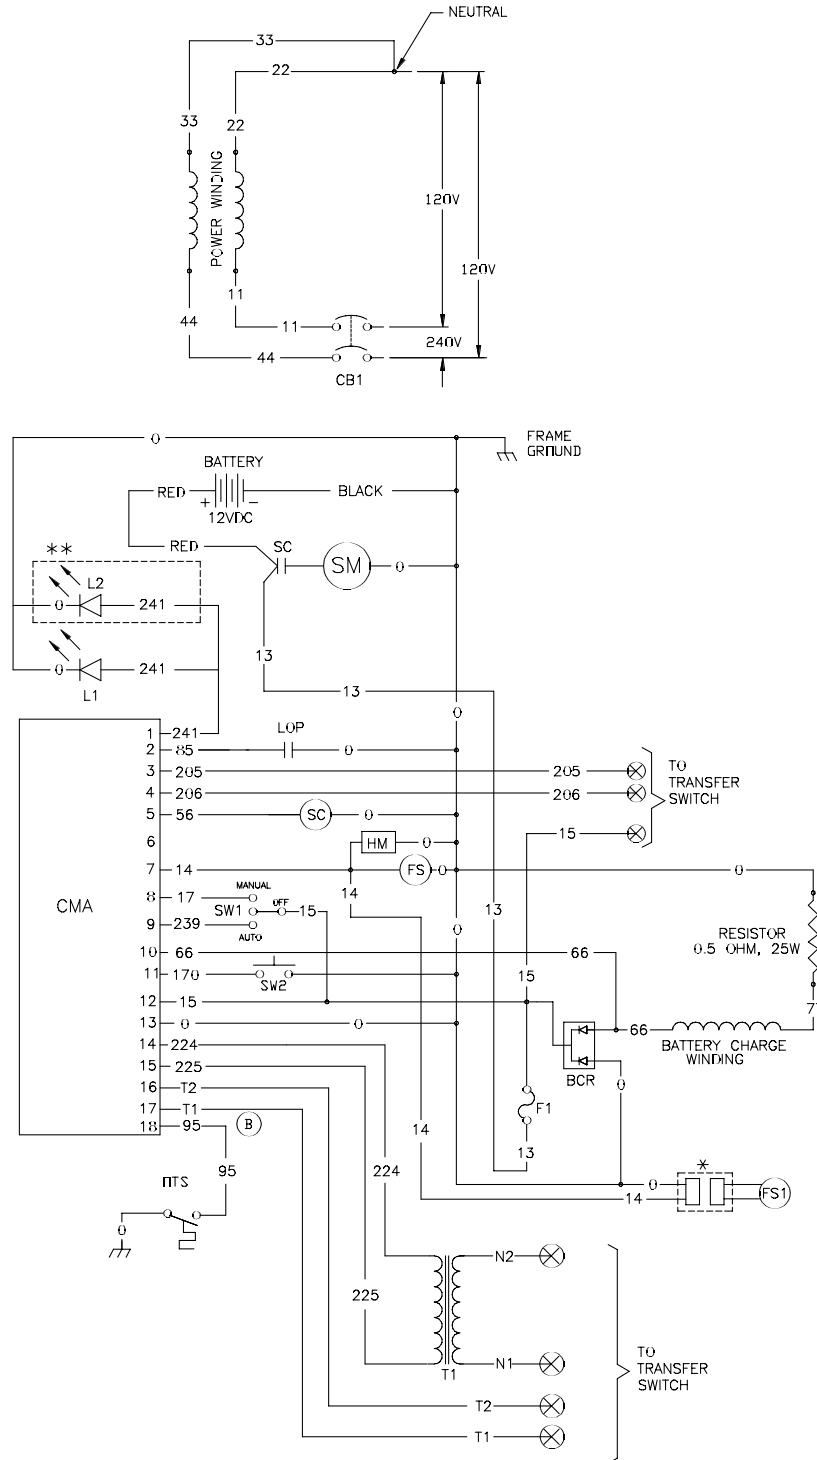 NEUTRAL
33
22
33
22
POWER WINDING
120V
120V
11
44
11
240V
44
CB1
0
FRAME
GROUND
BATTERY
RED
+
-
BLACK
12VDC
RED
SC
SM
0
**
L2
0
241
0
241
L1
13
13
0
1
241
LOP
2
85
0
3
205
205
4
206
206
TO
TRANSFER
SWITCH
5
56
SC
0
15
6
HM
0
7
14
FS
0
0
14
MANUAL
8
17
OFF
SW1
15
13
CMA
9
239
AUTO
0
RESISTOR
0.5 OHM, 25W
10
66
66
11
170
SW2
15
12
15
77
13
0
0
66
BATTERY CHARGE
WINDING
14
224
15
225
BCR
0
16
T2
17
T1
F1
18
95
B
14
13
OTS
95
224
*
0
14
FS1
0
N2
225
N1
T1
TO
TRANSFER
SWITCH
T2
T1